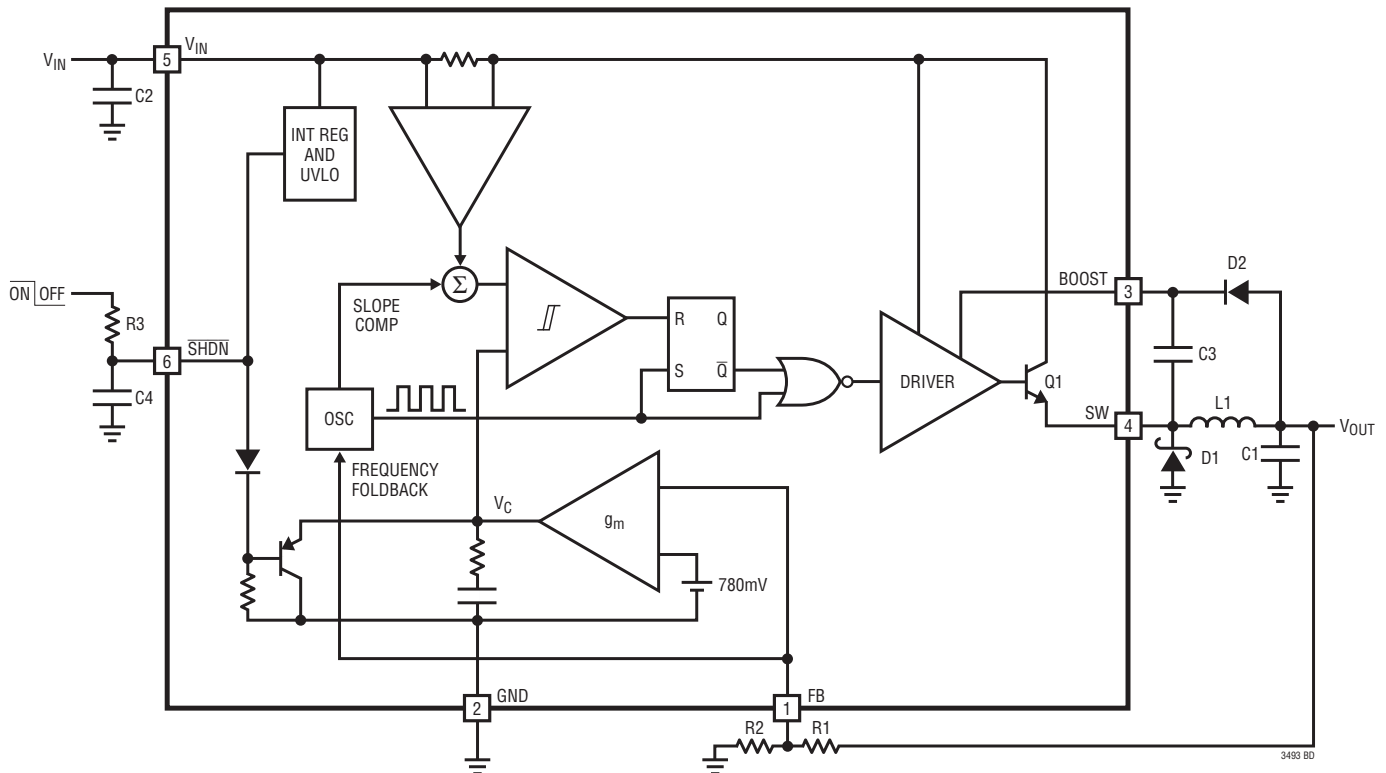 VIN
5
VIN
C2
INT REG
AND
UVLO
Σ
SLOPE
COMP
ON OFF
R3
6
SHDN
C4
R
Q
S
Q
OSC
FREQUENCY
FOLDBACK
DRIVER
Q1
BOOST
3
D2
C3
SW
4
L1
D1
C1
VOUT
VC
gm
780mV
2
GND
1
FB
R2
R1
3493 BD